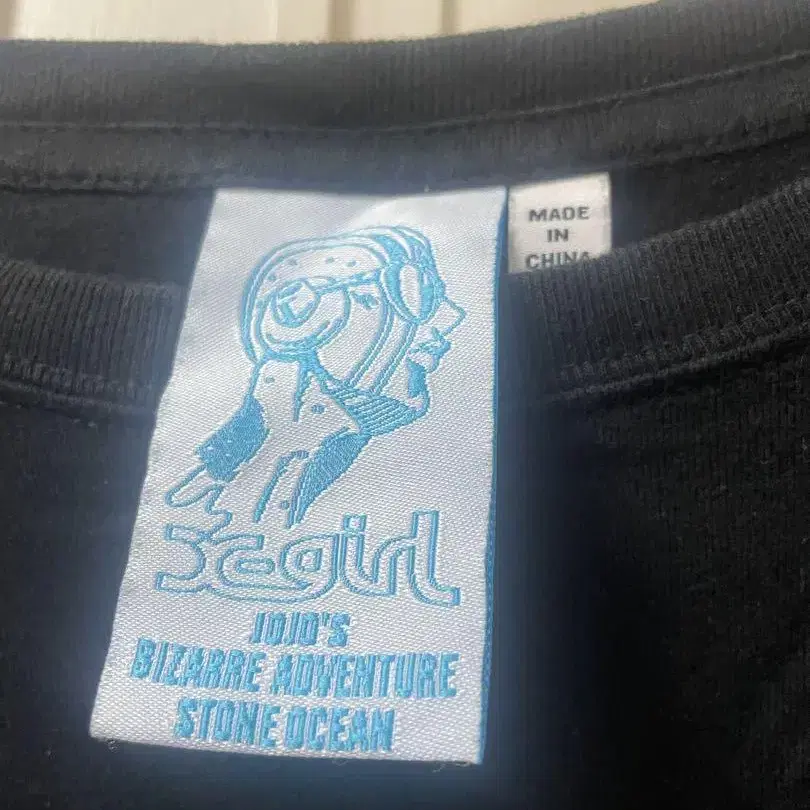 X-girl
JOJO'S
BIZARRE ADVENTURE
STONE OCEAN
MADE
IN
CHINA